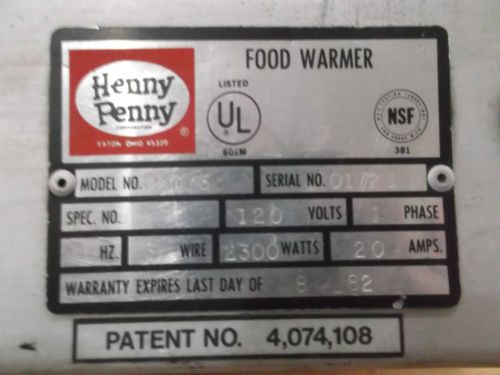 FOOD WARMER
Henny
Penny
CORPORATION
EATON OHIO 45320
®
LISTED
UL
®
601M
NSF
381
MODEL NO. SERIAL NO.
SPEC. NO. 120 VOLTS 1 PHASE
HZ. WIRE 2300 WATTS 20 AMPS.
WARRANTY EXPIRES LAST DAY OF 8 82
PATENT NO. 4,074,108